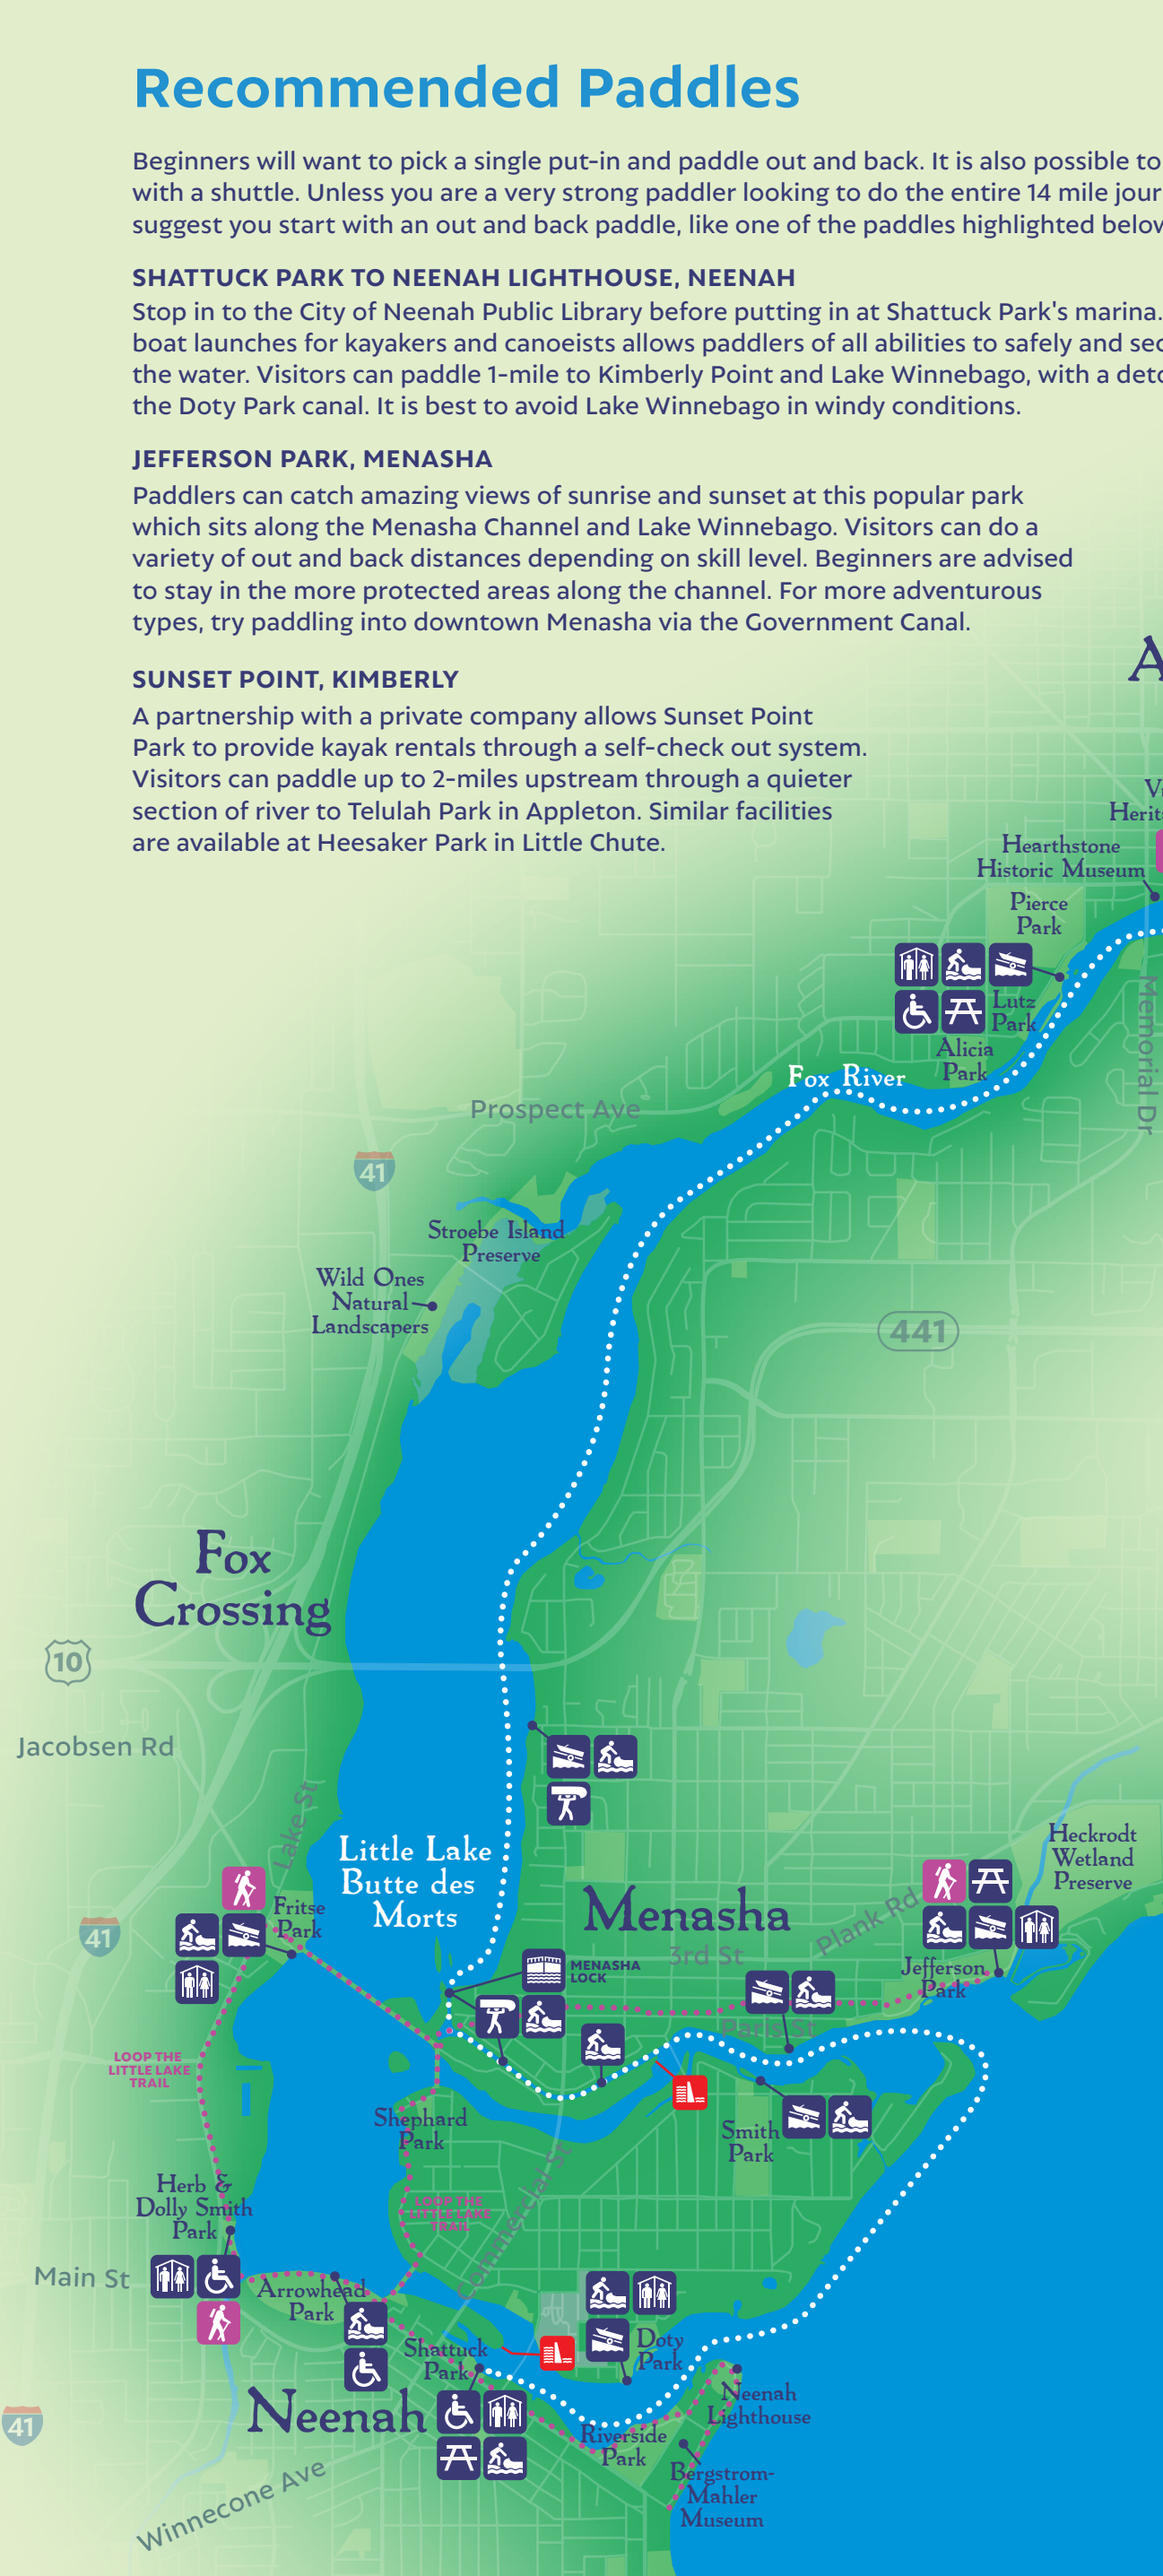 Recommended Paddles
Beginners will want to pick a single put-in and paddle out and back. It is also possible to
with a shuttle. Unless you are a very strong paddler looking to do the entire 14 mile jour
suggest you start with an out and back paddle, like one of the paddles highlighted below
SHATTUCK PARK TO NEENAH LIGHTHOUSE, NEENAH
Stop in to the City of Neenah Public Library before putting in at Shattuck Park's marina.
boat launches for kayakers and canoeists allows paddlers of all abilities to safely and sec
the water. Visitors can paddle 1-mile to Kimberly Point and Lake Winnebago, with a deto
the Doty Park canal. It is best to avoid Lake Winnebago in windy conditions.
JEFFERSON PARK, MENASHA
Paddlers can catch amazing views of sunrise and sunset at this popular park
which sits along the Menasha Channel and Lake Winnebago. Visitors can do a
variety of out and back distances depending on skill level. Beginners are advised
to stay in the more protected areas along the channel. For more adventurous
types, try paddling into downtown Menasha via the Government Canal.
SUNSET POINT, KIMBERLY
A partnership with a private company allows Sunset Point
Park to provide kayak rentals through a self-check out system.
Visitors can paddle up to 2-miles upstream through a quieter
section of river to Telulah Park in Appleton. Similar facilities
are available at Heesaker Park in Little Chute.
A
Herit
Hearthstone
Historic Museum
Pierce
Park
Lutz
Park
Alicia
Park
Memorial Dr
Fox River
Prospect Ave
41
Stroebe Island
Preserve
Wild Ones
Natural
Landscapers
441
Fox
Crossing
10
Jacobsen Rd
Lake St
Little Lake
Butte des
Morts
Heckrodt
Wetland
Preserve
Fritse
Park
41
Menasha
3rd St
Plank Rd
MENASHA
LOCK
Jefferson
Park
Paris St
LOOP THE
LITTLE LAKE
TRAIL
Shephard
Park
Smith
Park
Commercial St
Herb &
Dolly Smith
Park
LOOP THE
LITTLE LAKE
TRAIL
Main St
Arrowhead
Park
Shattuck
Park
Doty
Park
Neenah
Neenah
Lighthouse
41
Riverside
Park
Bergstrom-
Mahler
Museum
Winnecone Ave